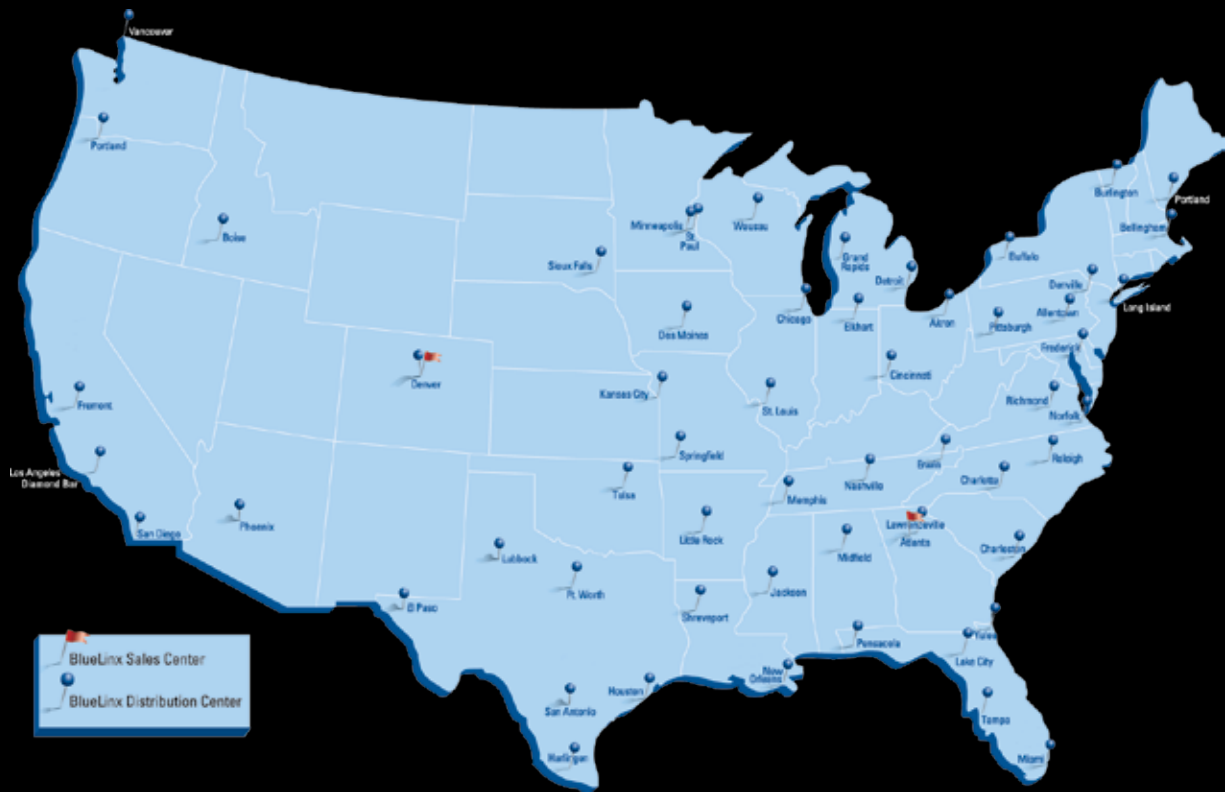 Vancouver
Portland
Boise
Fremont
Los Angeles
Diamond Bar
San Diego
Phoenix
Denver
El Paso
Lubbock
Ft. Worth
San Antonio
Harlingen
Houston
Sioux Falls
Minneapolis
St.
Paul
Wausau
Des Moines
Kansas City
Springfield
Tulsa
St. Louis
Chicago
Grand
Rapids
Detroit
Elkhart
Akron
Cincinnati
Memphis
Nashville
Little Rock
Shreveport
Jackson
New
Orleans
Midfield
Pensacola
Lawrenceville
Atlanta
Charlotte
Raleigh
Charleston
Yulee
Lake City
Tampa
Miami
Richmond
Norfolk
Frederick
Pittsburgh
Allentown
Denville
Long Island
Buffalo
Burlington
Portland
Bellingham
BlueLinx Sales Center
BlueLinx Distribution Center